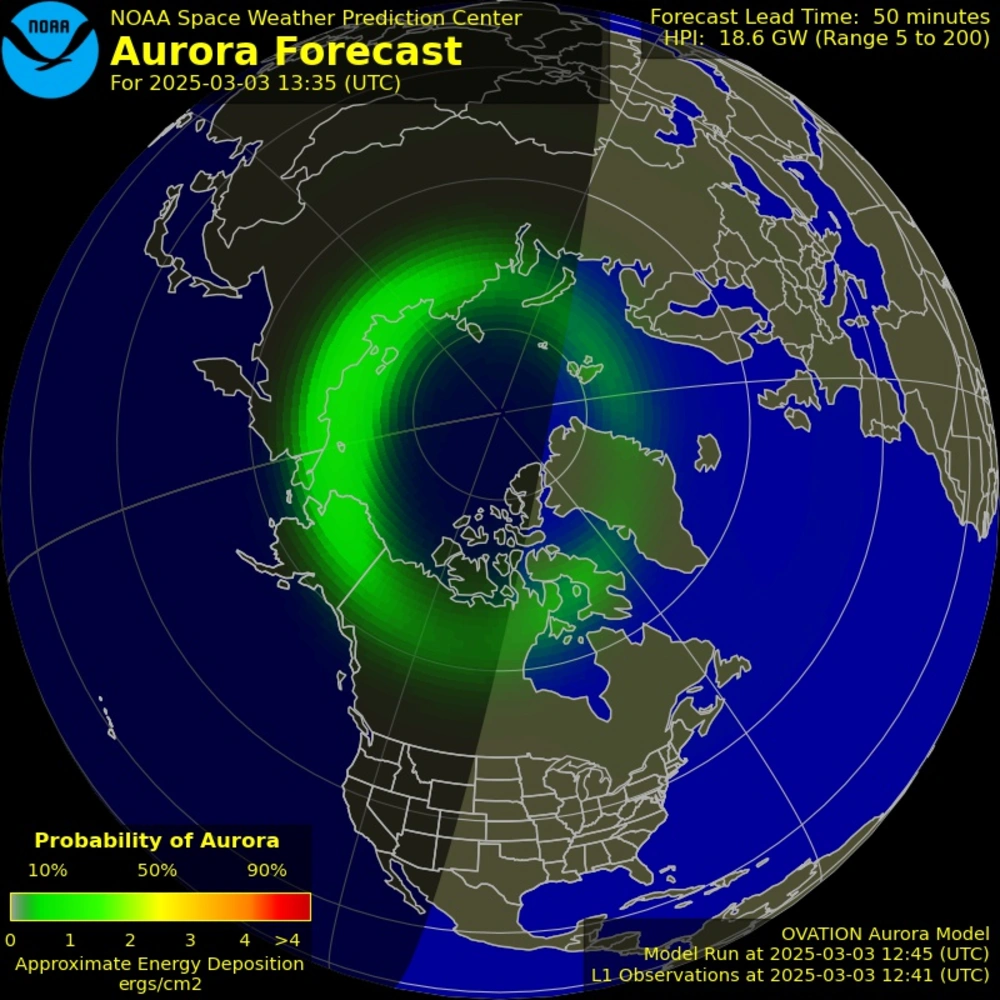 NOAA
NOAA Space Weather Prediction Center
Aurora Forecast
For 2025-03-03 13:35 (UTC)
Forecast Lead Time: 50 minutes
HPI: 18.6 GW (Range 5 to 200)
Probability of Aurora
10% 50% 90%
0 1 2 3 4 >4
Approximate Energy Deposition
ergs/cm2
OVATION Aurora Model
Model Run at 2025-03-03 12:45 (UTC)
L1 Observations at 2025-03-03 12:41 (UTC)